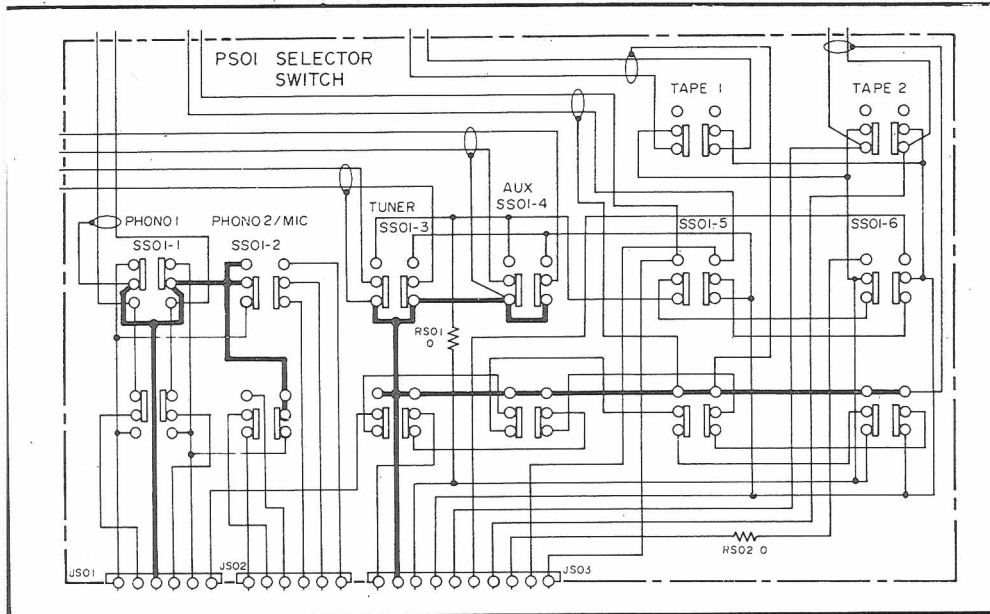 PS01 SELECTOR
SWITCH
TAPE 1
TAPE 2
PHONO 1
SS01-1
PHONO 2/MIC
SS01-2
TUNER
SS01-3
AUX
SS01-4
SS01-5
SS01-6
RS01
0
RS02 0
JS01
JS02
JS03